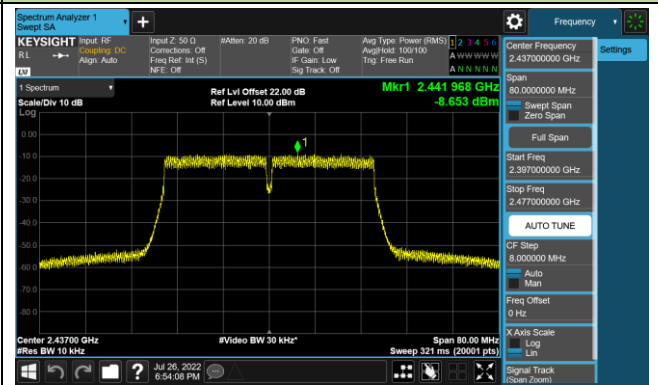 Spectrum Analyzer 1
Swept SA
Frequency
KEYSIGHT
RL
LXI
Input: RF
Coupling: DC
Align: Auto
Input Z: 50 Ω
Corrections: Off
Freq Ref: Int (S)
NFE: Off
#Atten: 20 dB
PNO: Fast
Gate: Off
IF Gain: Low
Sig Track: Off
Avg Type: Power (RMS)
Avg|Hold: 100/100
Trig: Free Run
1 2 3 4 5 6
A W W W W W
A N N N N N
1 Spectrum
Scale/Div 10 dB
Log
Ref Lvl Offset 22.00 dB
Ref Level 10.00 dBm
Mkr1 2.441 968 GHz
-8.653 dBm
1
0.00
-10.0
-20.0
-30.0
-40.0
-50.0
-60.0
-70.0
-80.0
Center 2.43700 GHz
#Res BW 10 kHz
#Video BW 30 kHz*
Span 80.00 MHz
Sweep 321 ms (20001 pts)
Center Frequency
2.437000000 GHz
Span
80.0000000 MHz
Swept Span
Zero Span
Full Span
Start Freq
2.397000000 GHz
Stop Freq
2.477000000 GHz
AUTO TUNE
CF Step
8.000000 MHz
Auto
Man
Freq Offset
0 Hz
X Axis Scale
Log
Lin
Signal Track
(Span Zoom)
Settings
Jul 26, 2022
6:54:08 PM